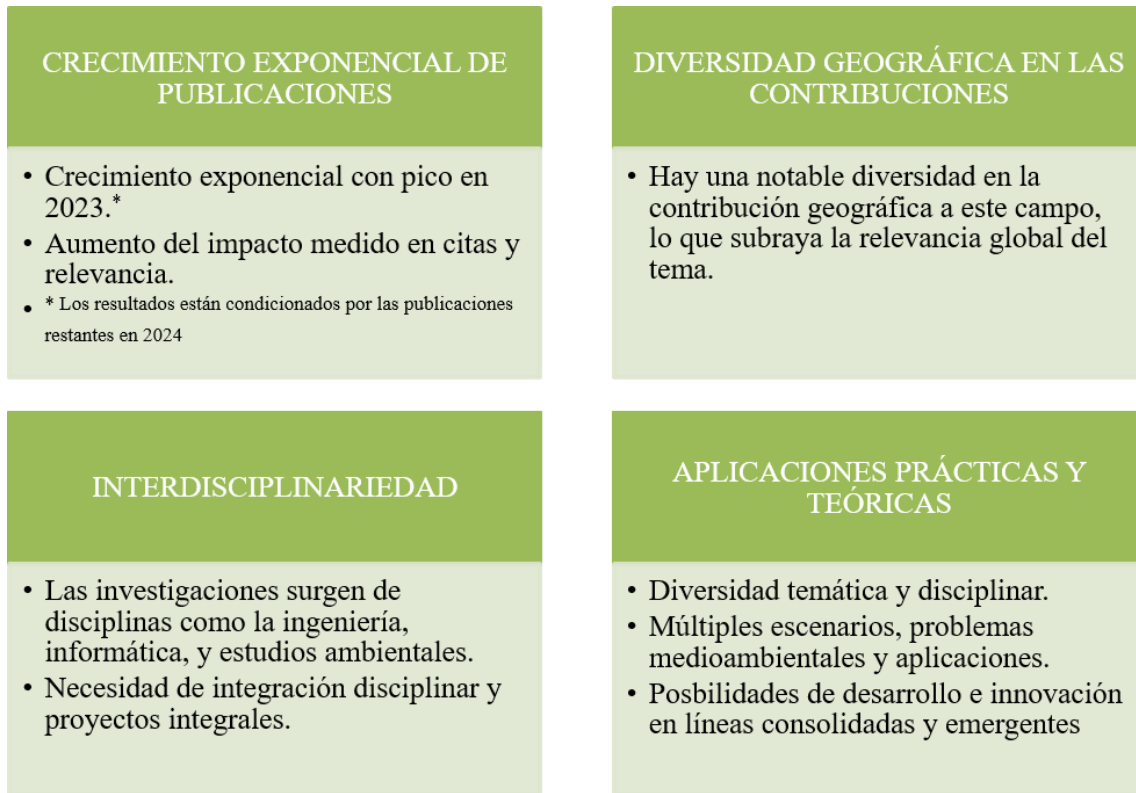 CRECIMIENTO EXPONENCIAL DE
PUBLICACIONES
• Crecimiento exponencial con pico en
2023.*
• Aumento del impacto medido en citas y
relevancia.
• * Los resultados están condicionados por las publicaciones
restantes en 2024
DIVERSIDAD GEOGRÁFICA EN LAS
CONTRIBUCIONES
• Hay una notable diversidad en la
contribución geográfica a este campo,
lo que subraya la relevancia global del
tema.
INTERDISCIPLINARIEDAD
• Las investigaciones surgen de
disciplinas como la ingeniería,
informática, y estudios ambientales.
• Necesidad de integración disciplinar y
proyectos integrales.
APLICACIONES PRÁCTICAS Y
TEÓRICAS
• Diversidad temática y disciplinar.
• Múltiples escenarios, problemas
medioambientales y aplicaciones.
• Posbilidades de desarrollo e innovación
en líneas consolidadas y emergentes